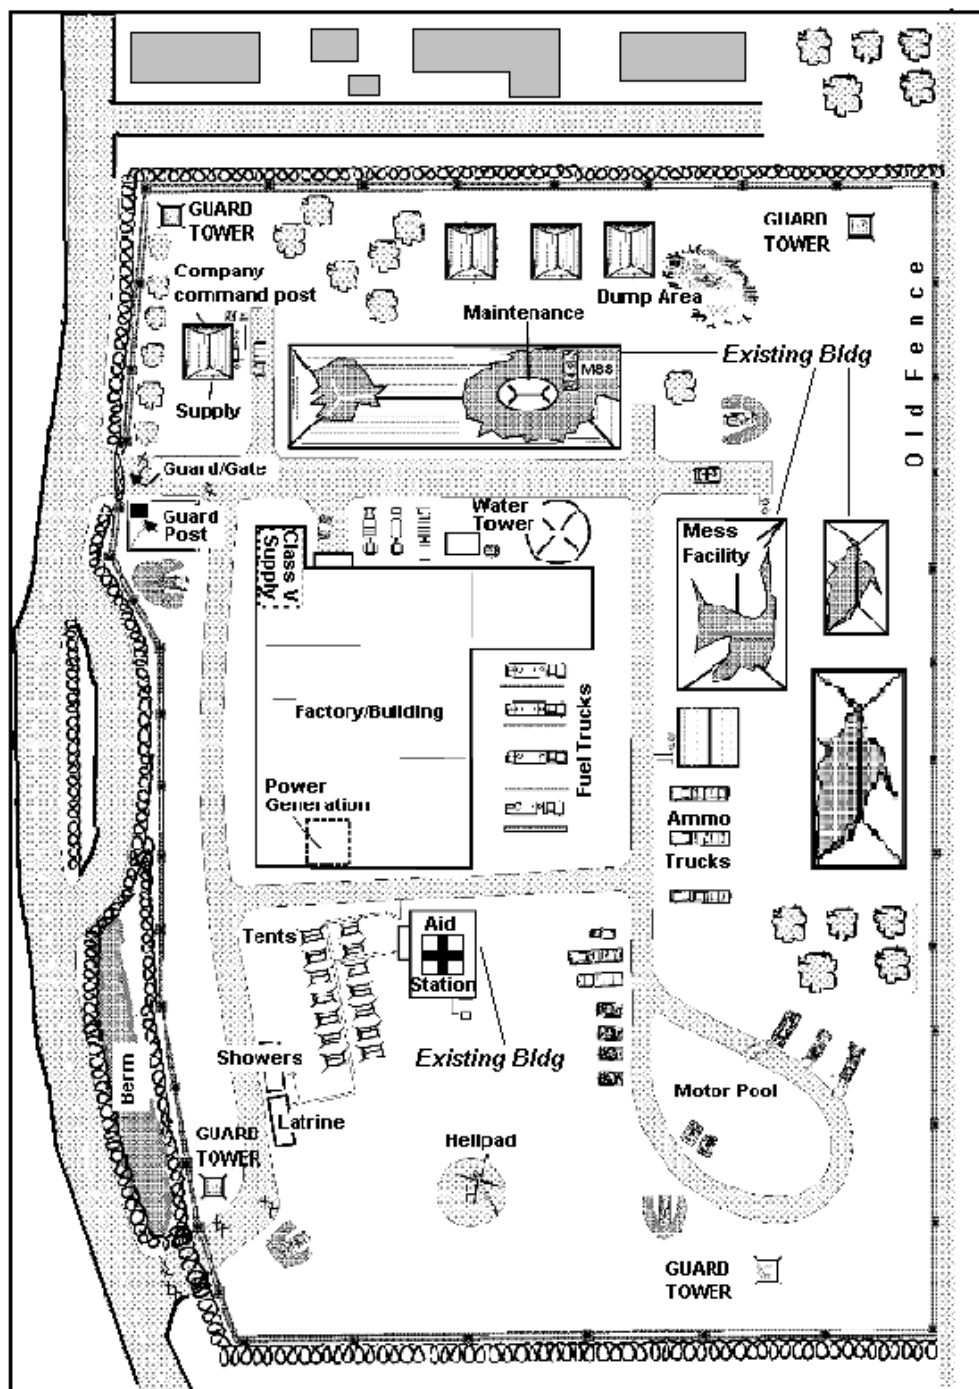 GUARD
TOWER
GUARD
TOWER
Company
command post
Dump Area
Maintenance
Existing Bldg
M88
Supply
Old Fence
Guard/Gate
Guard
Post
Class V
Supply
Water
Tower
Mess
Facility
Factory/Building
Fuel Trucks
Power
Generation
Ammo
Trucks
Tents
Aid
Station
Existing Bldg
Showers
Latrine
Berm
Motor Pool
GUARD
TOWER
Helipad
GUARD
TOWER